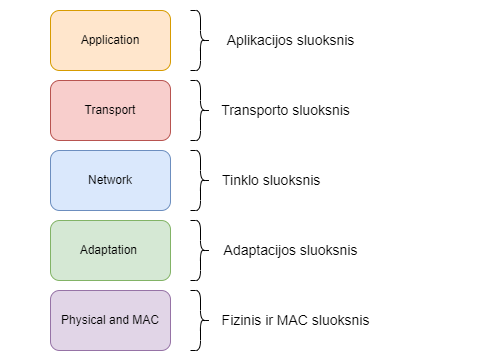 Application
Aplikacijos sluoksnis
Transport
Transporto sluoksnis
Network
Tinklo sluoksnis
Adaptation
Adaptacijos sluoksnis
Physical and MAC
Fizinis ir MAC sluoksnis